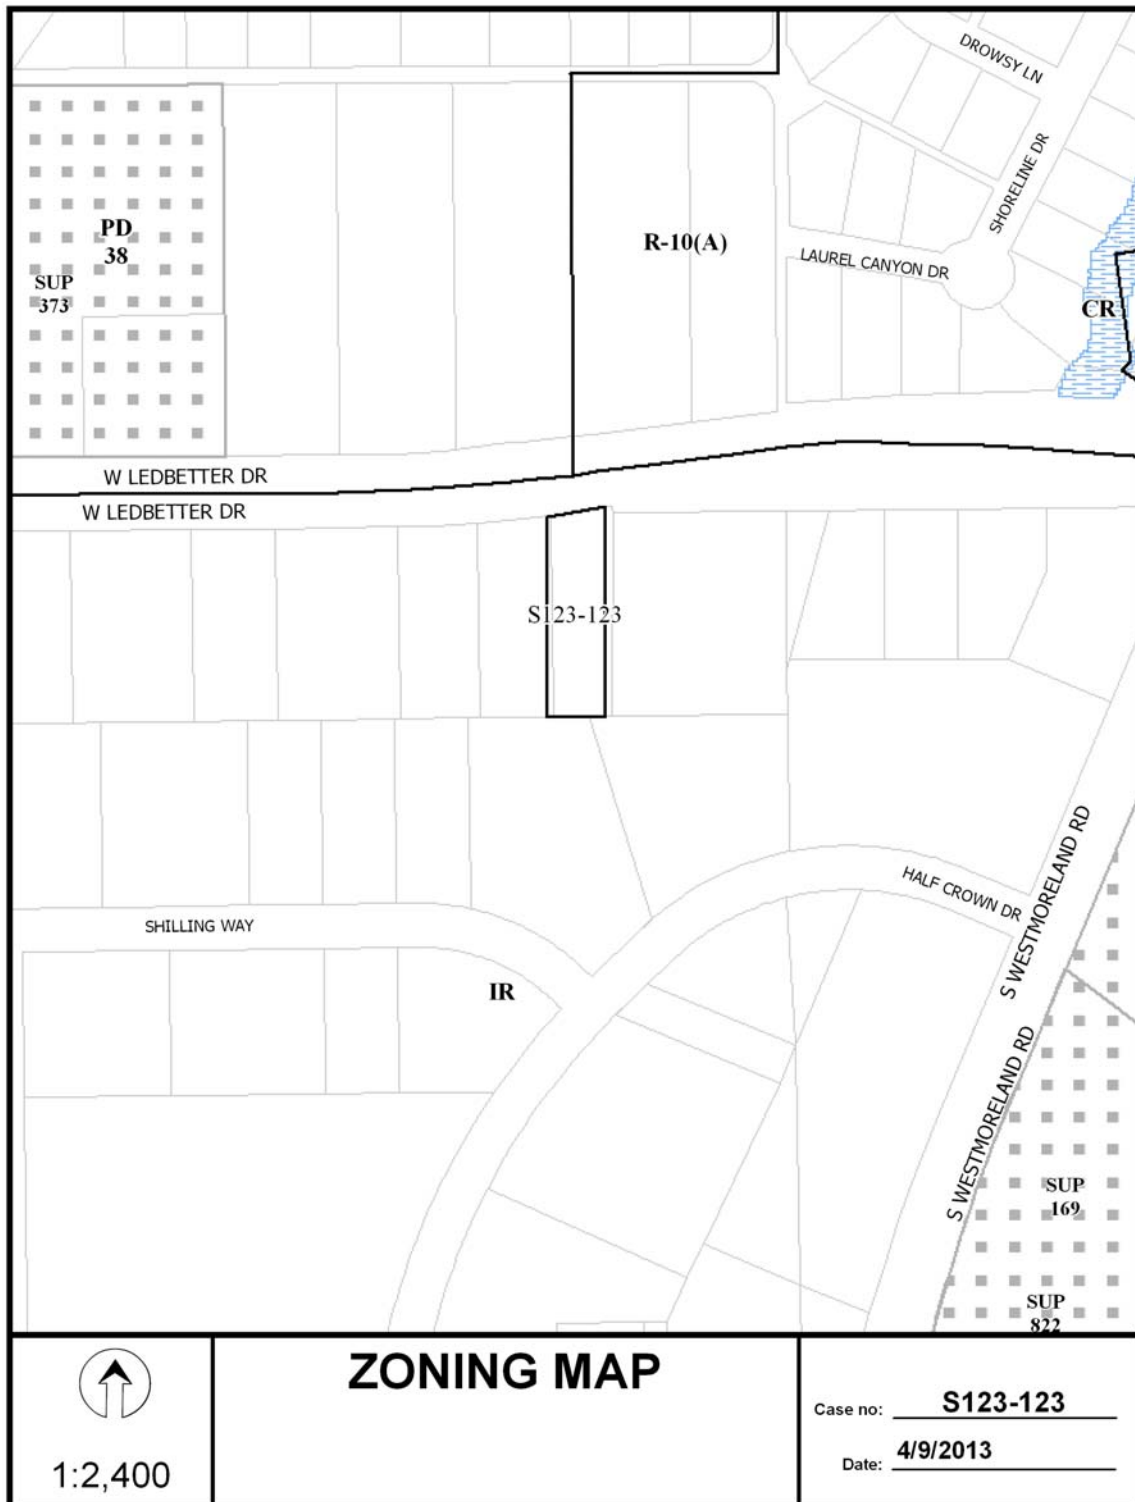 DROWSY LN
SHORELINE DR
PD
38
R-10(A)
SUP
373
LAUREL CANYON DR
CR
W LEDBETTER DR
W LEDBETTER DR
S123-123
S WESTMORELAND RD
HALF CROWN DR
SHILLING WAY
IR
S WESTMORELAND RD
SUP
169
SUP
822
ZONING MAP
1:2,400
Case no: S123-123
Date: 4/9/2013